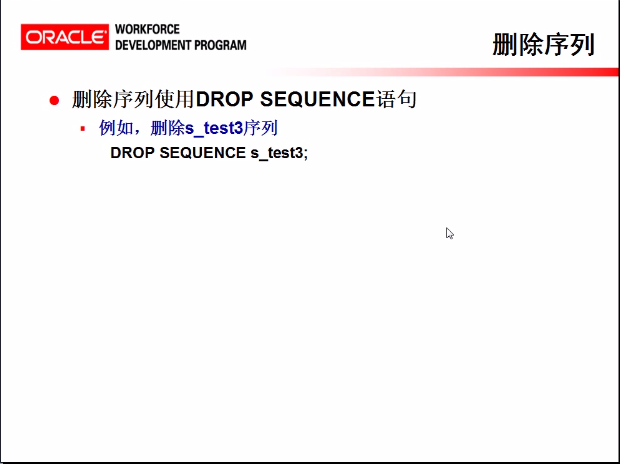 ORACLE
WORKFORCE
DEVELOPMENT PROGRAM
删除序列
删除序列使用DROP SEQUENCE语句
例如，删除s_test3序列
DROP SEQUENCE s_test3;